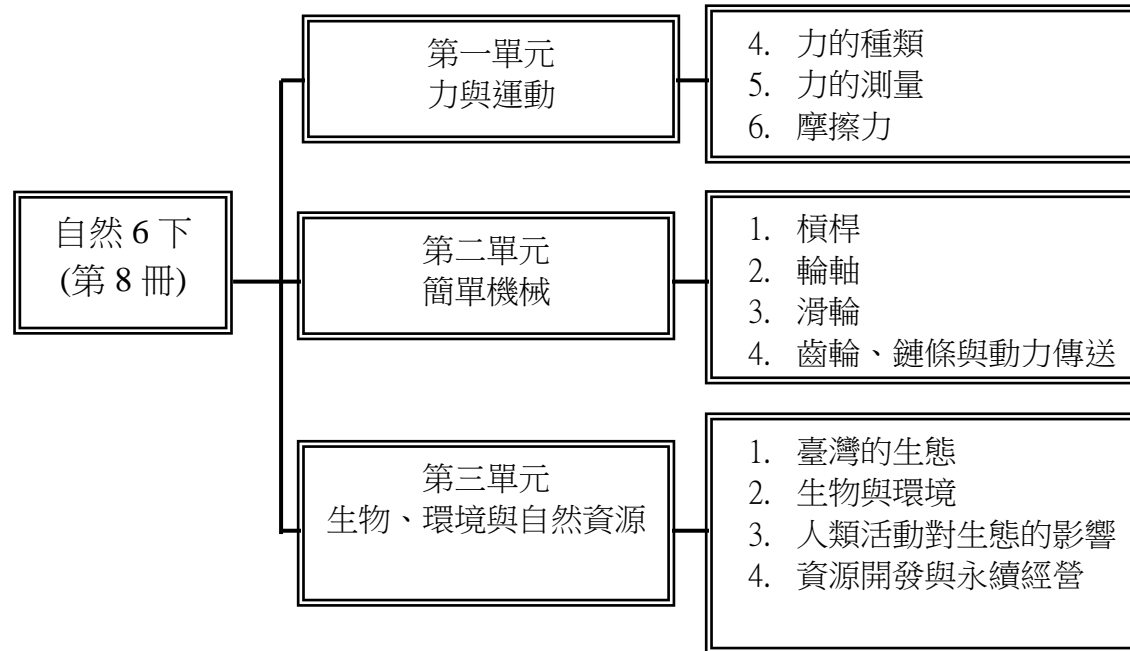 自然 6 下
(第 8 冊)
第一單元
力與運動
4. 力的種類
5. 力的測量
6. 摩擦力
第二單元
簡單機械
1. 槓桿
2. 輪軸
3. 滑輪
4. 齒輪、鏈條與動力傳送
第三單元
生物、環境與自然資源
1. 臺灣的生態
2. 生物與環境
3. 人類活動對生態的影響
4. 資源開發與永續經營